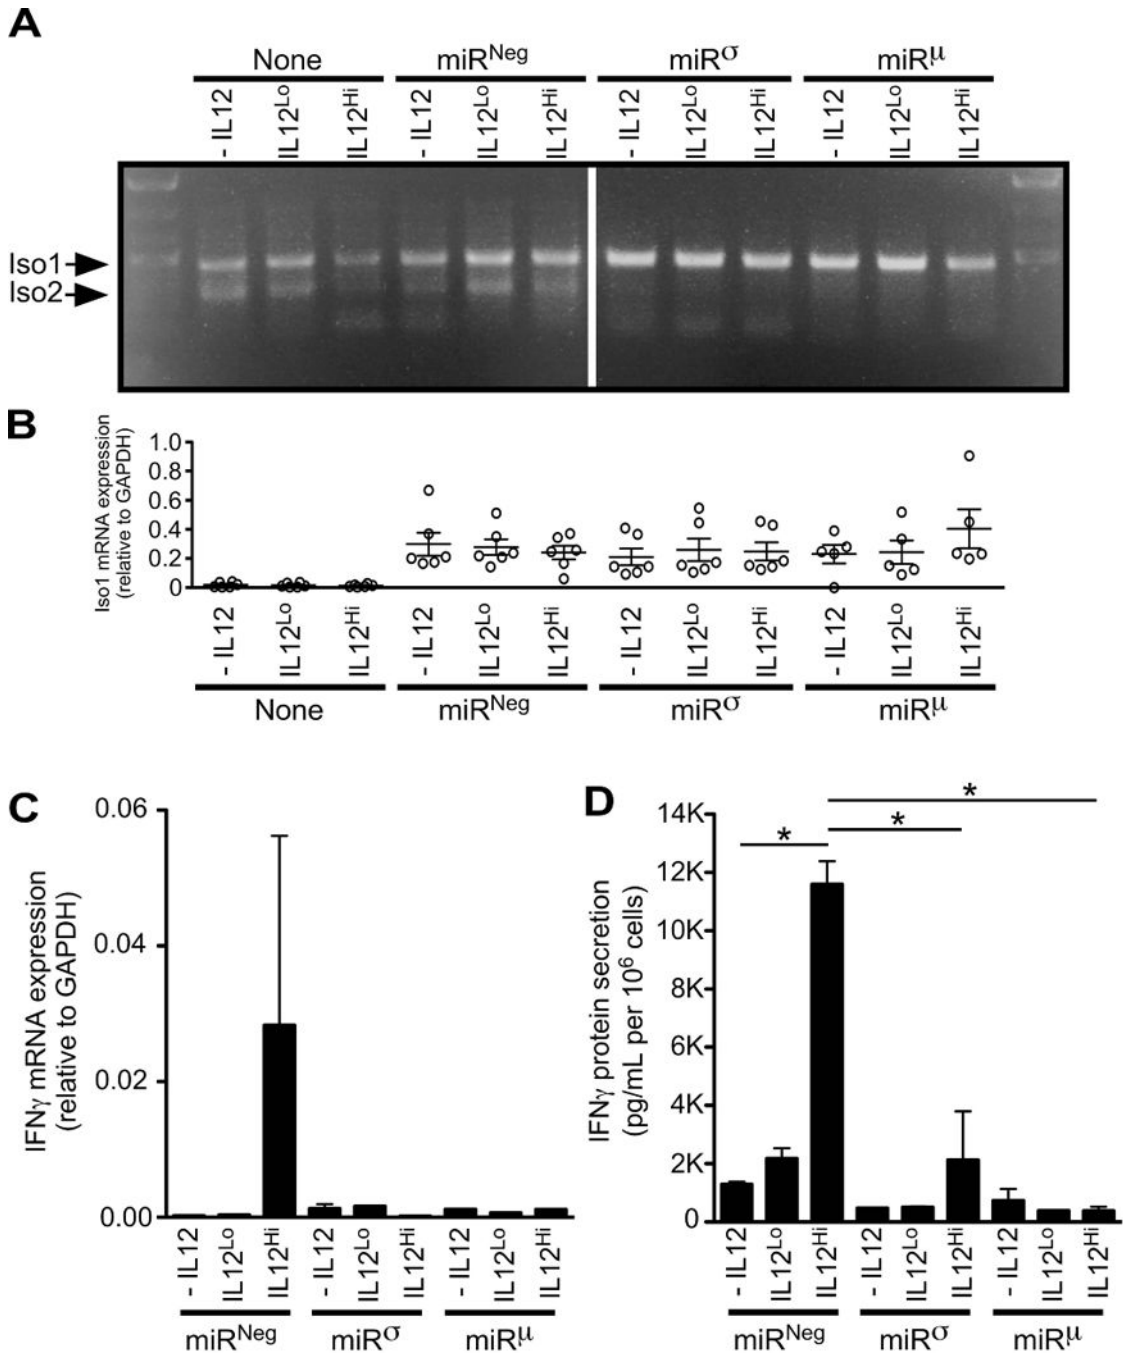 A
None miR^Neg miR^σ miR^μ
- IL12 IL12^Lo IL12^Hi - IL12 IL12^Lo IL12^Hi - IL12 IL12^Lo IL12^Hi - IL12 IL12^Lo IL12^Hi
Iso1
Iso2
B
Iso1 mRNA expression
(relative to GAPDH)
1.0
0.8
0.6
0.4
0.2
0
- IL12 IL12^Lo IL12^Hi - IL12 IL12^Lo IL12^Hi - IL12 IL12^Lo IL12^Hi - IL12 IL12^Lo IL12^Hi
None miR^Neg miR^σ miR^μ
C
IFNγ mRNA expression
(relative to GAPDH)
0.06
0.04
0.02
0.00
- IL12 IL12^Lo IL12^Hi - IL12 IL12^Lo IL12^Hi - IL12 IL12^Lo IL12^Hi
miR^Neg miR^σ miR^μ
D
IFNγ protein secretion
(pg/mL per 10^6 cells)
14K
12K
10K
8K
6K
4K
2K
0
*
*
*
- IL12 IL12^Lo IL12^Hi - IL12 IL12^Lo IL12^Hi - IL12 IL12^Lo IL12^Hi
miR^Neg miR^σ miR^μ